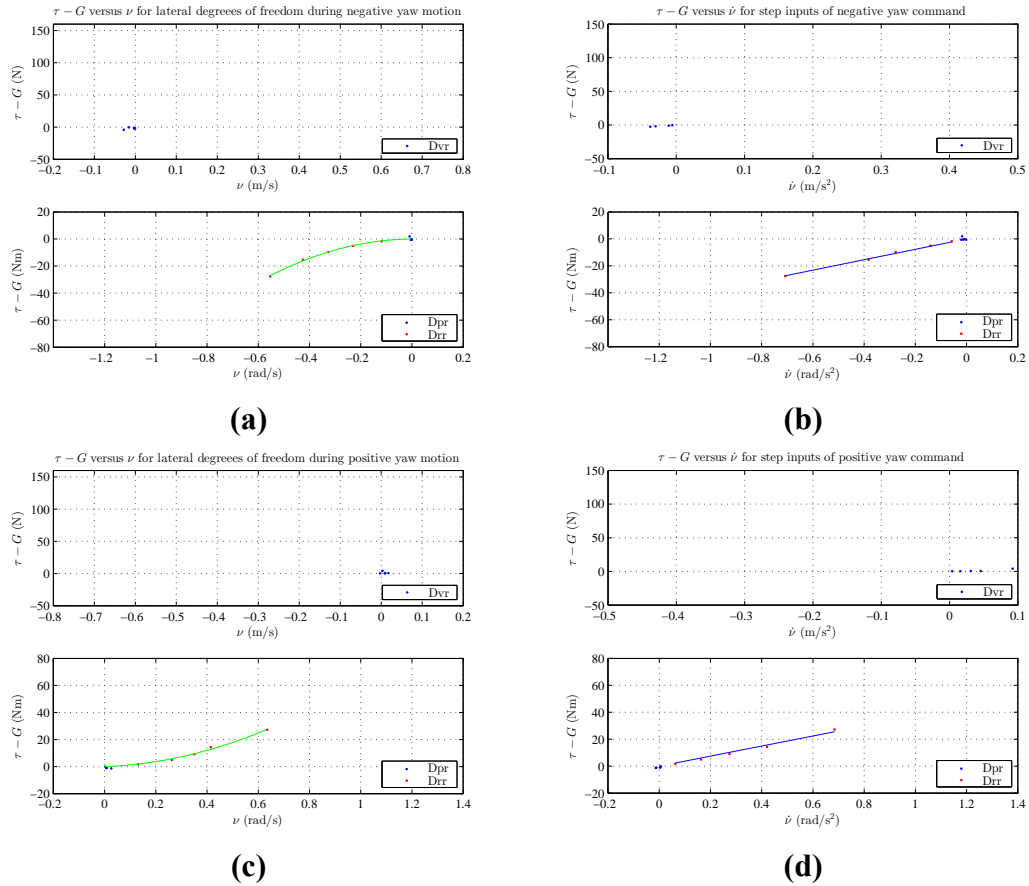 τ − G versus ν for lateral degreees of freedom during negative yaw motion
150
100
50
0
−50
τ − G (N)
Dvr
−0.2 −0.1 0 0.1 0.2 0.3 0.4 0.5 0.6 0.7 0.8
ν (m/s)
20
0
−20
−40
−60
−80
τ − G (Nm)
Dpr
Drr
−1.2 −1 −0.8 −0.6 −0.4 −0.2 0 0.2
ν (rad/s)
(a)
τ − G versus ν̇ for step inputs of negative yaw command
150
100
50
0
−50
τ − G (N)
Dvr
−0.1 0 0.1 0.2 0.3 0.4 0.5
ν̇ (m/s²)
20
0
−20
−40
−60
−80
τ − G (Nm)
Dpr
Drr
−1.2 −1 −0.8 −0.6 −0.4 −0.2 0 0.2
ν̇ (rad/s²)
(b)
τ − G versus ν for lateral degreees of freedom during positive yaw motion
150
100
50
0
−50
τ − G (N)
Dvr
−0.8 −0.7 −0.6 −0.5 −0.4 −0.3 −0.2 −0.1 0 0.1 0.2
ν (m/s)
80
60
40
20
0
−20
τ − G (Nm)
Dpr
Drr
−0.2 0 0.2 0.4 0.6 0.8 1 1.2 1.4
ν (rad/s)
(c)
τ − G versus ν̇ for step inputs of positive yaw command
150
100
50
0
−50
τ − G (N)
Dvr
−0.5 −0.4 −0.3 −0.2 −0.1 0 0.1
ν̇ (m/s²)
80
60
40
20
0
−20
τ − G (Nm)
Dpr
Drr
−0.2 0 0.2 0.4 0.6 0.8 1 1.2 1.4
ν̇ (rad/s²)
(d)